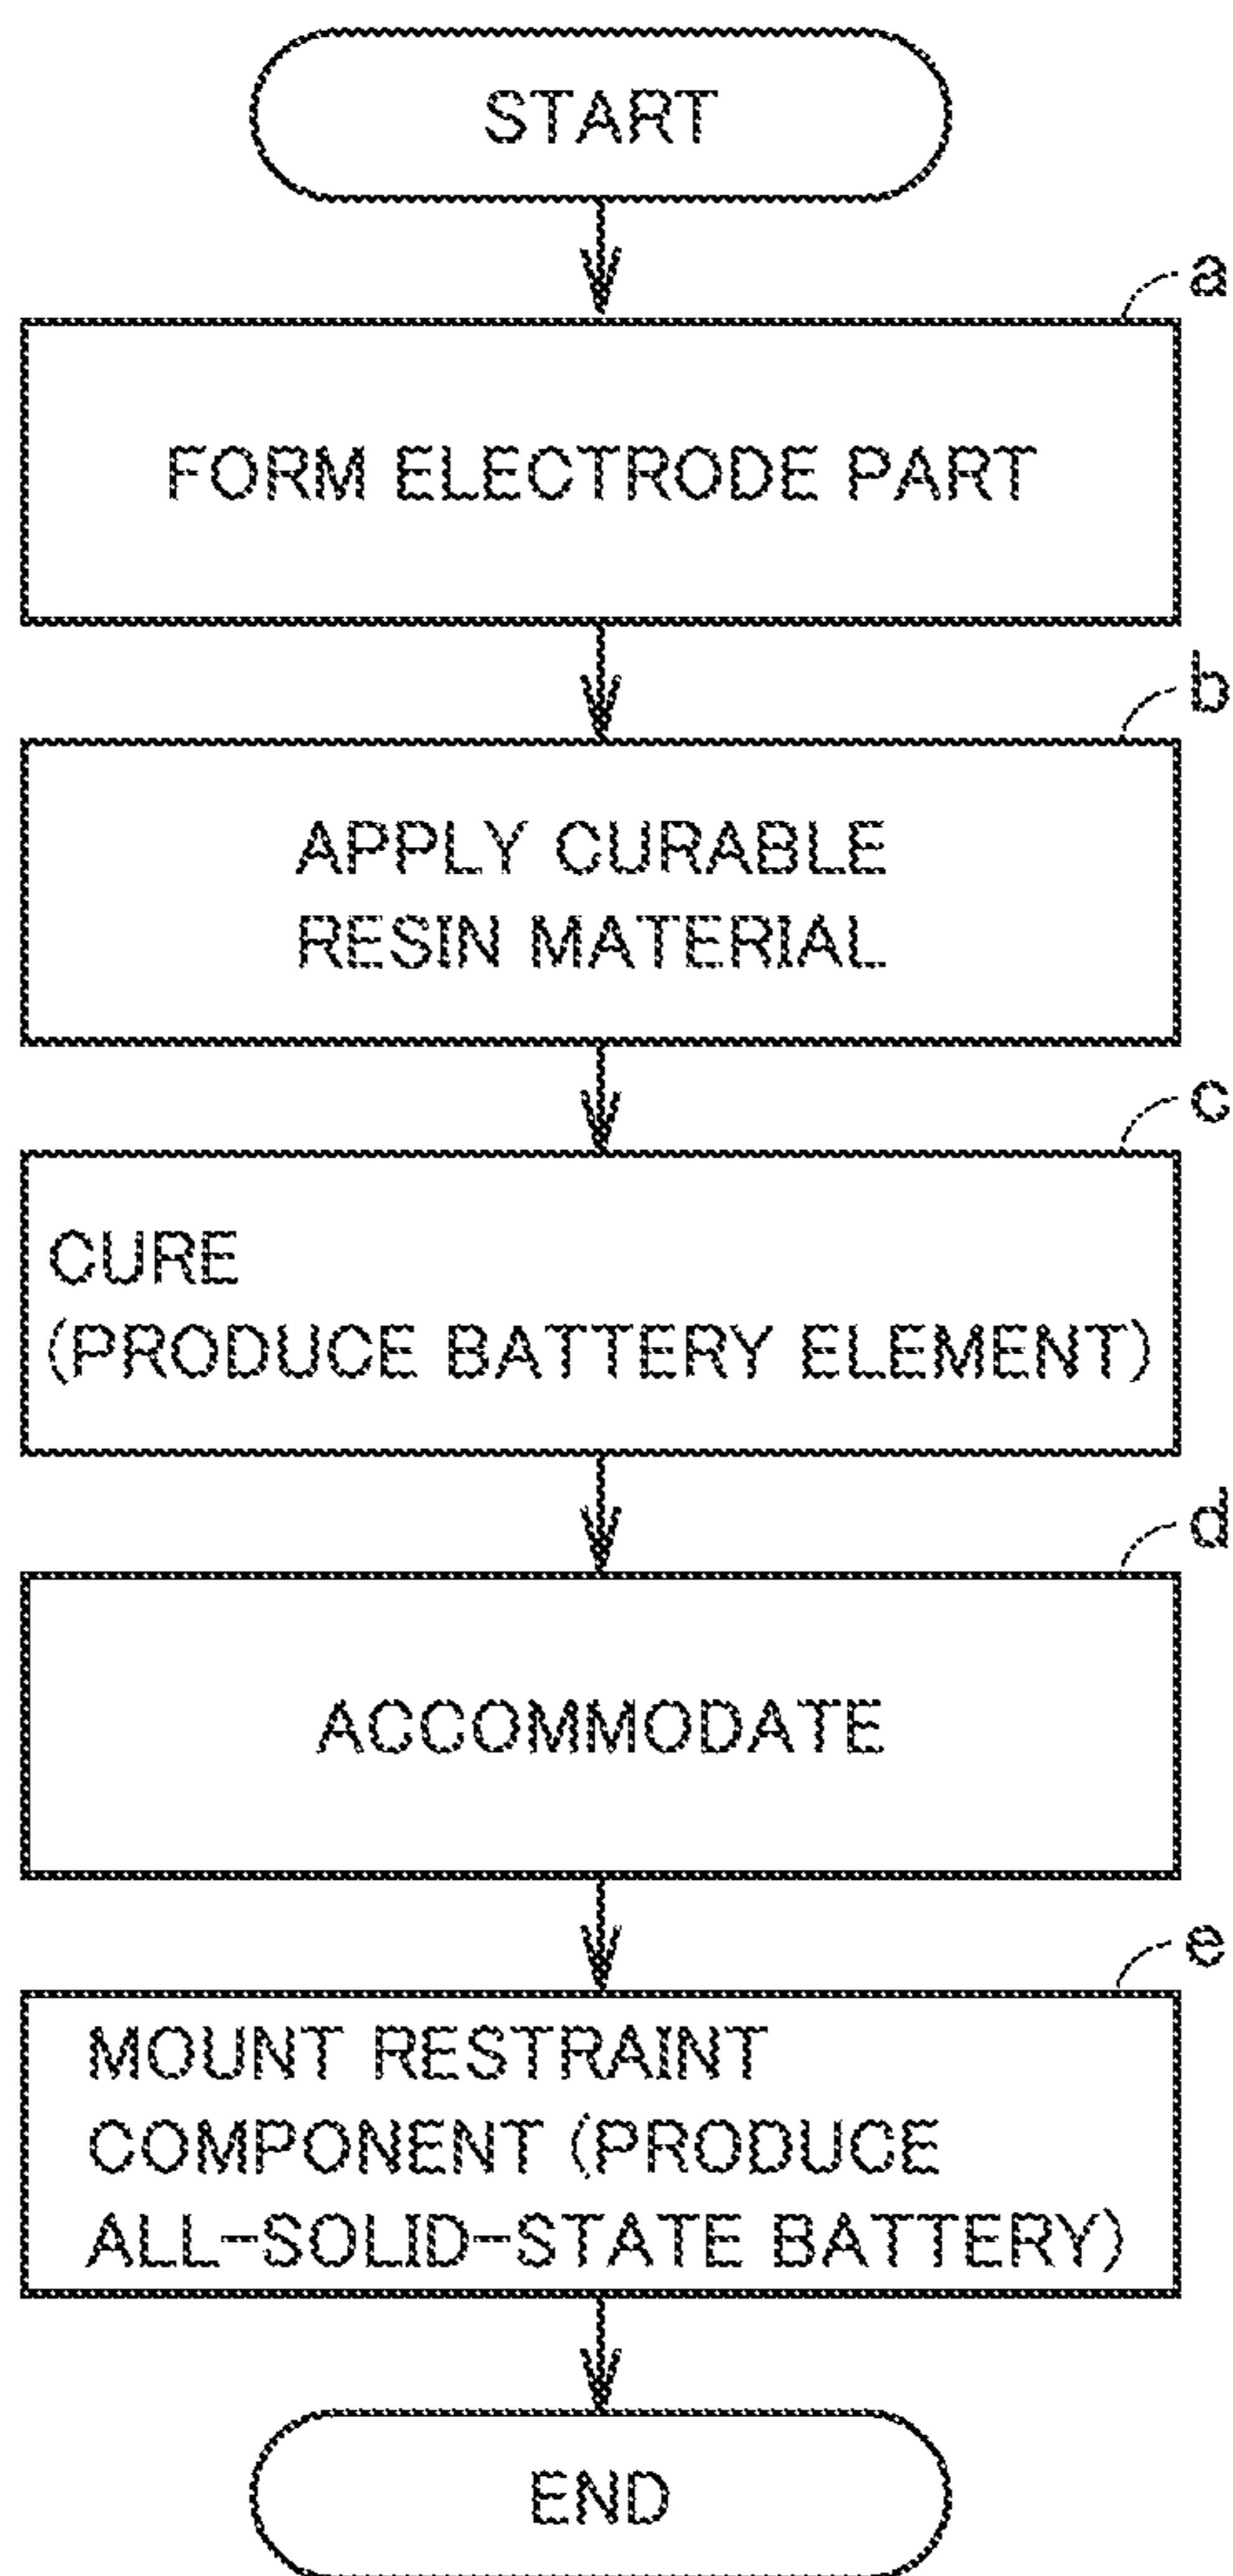 START
a
FORM ELECTRODE PART
b
APPLY CURABLE
RESIN MATERIAL
c
CURE
(PRODUCE BATTERY ELEMENT)
d
ACCOMMODATE
e
MOUNT RESTRAINT
COMPONENT (PRODUCE
ALL-SOLID-STATE BATTERY)
END